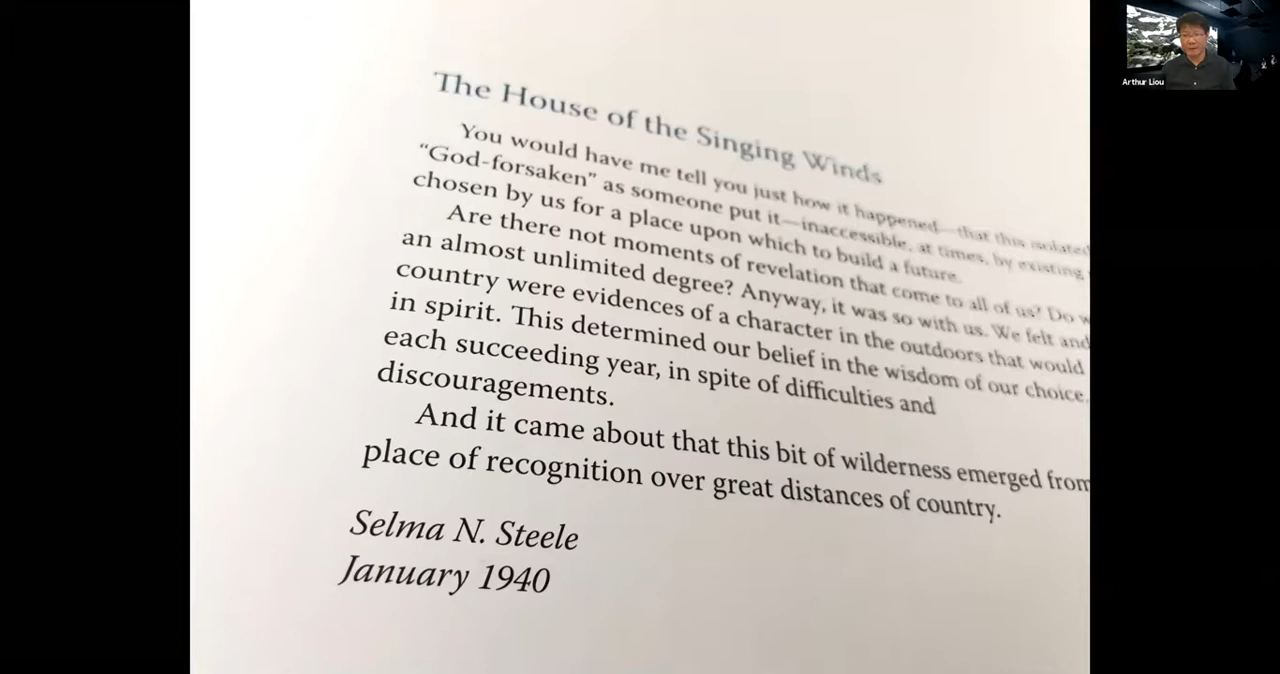 The House of the Singing Winds
You would have me tell you just how it happened—that this isolated
“God-forsaken” as someone put it—inaccessible, at times, by existing
chosen by us for a place upon which to build a future.
Are there not moments of revelation that come to all of us? Do w
an almost unlimited degree? Anyway, it was so with us. We felt and
country were evidences of a character in the outdoors that would
in spirit. This determined our belief in the wisdom of our choice.
each succeeding year, in spite of difficulties and
discouragements.
And it came about that this bit of wilderness emerged from
place of recognition over great distances of country.
Selma N. Steele
January 1940
Arthur Liou